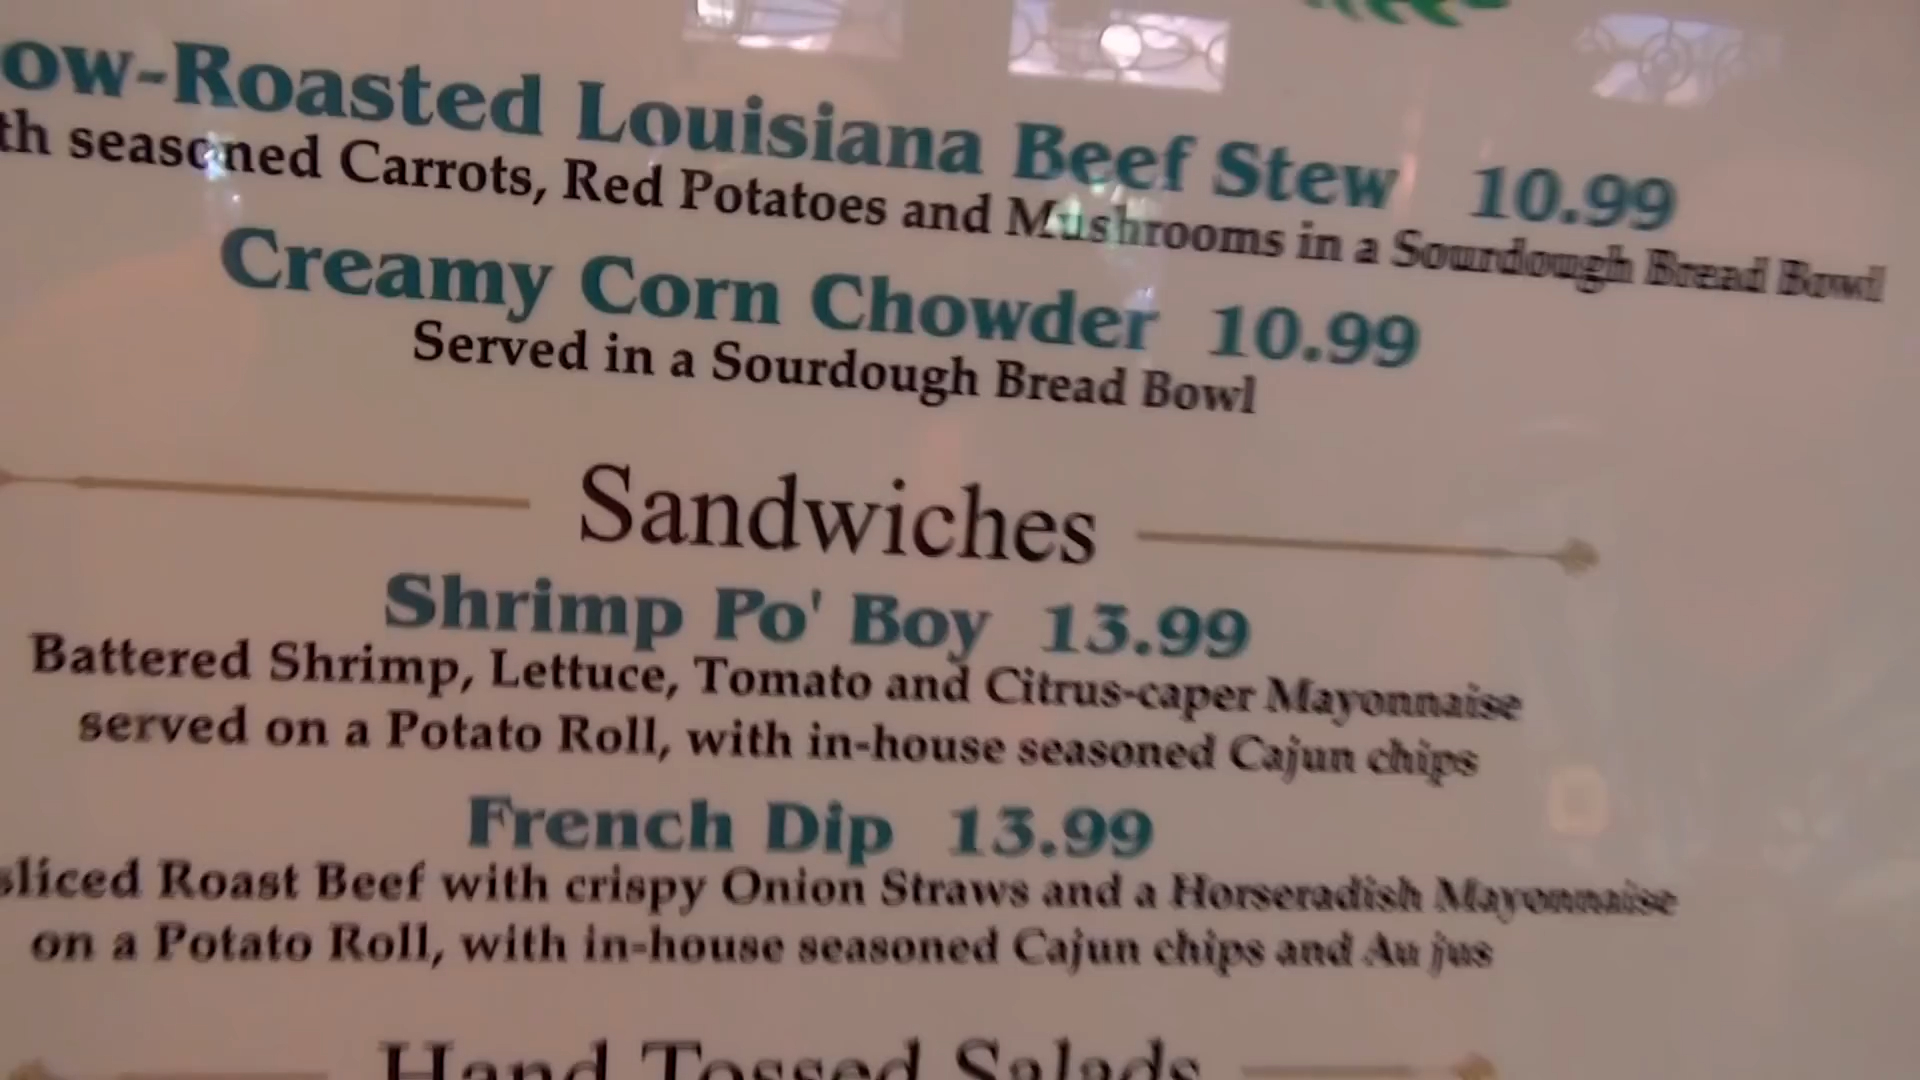 ow-Roasted Louisiana Beef Stew 10.99
th seasoned Carrots, Red Potatoes and Mushrooms in a Sourdough Bread Bowl
Creamy Corn Chowder 10.99
Served in a Sourdough Bread Bowl
Sandwiches
Shrimp Po' Boy 13.99
Battered Shrimp, Lettuce, Tomato and Citrus-caper Mayonnaise
served on a Potato Roll, with in-house seasoned Cajun chips
French Dip 13.99
sliced Roast Beef with crispy Onion Straws and a Horseradish Mayonnaise
on a Potato Roll, with in-house seasoned Cajun chips and Au jus
Hand Tossed Salads